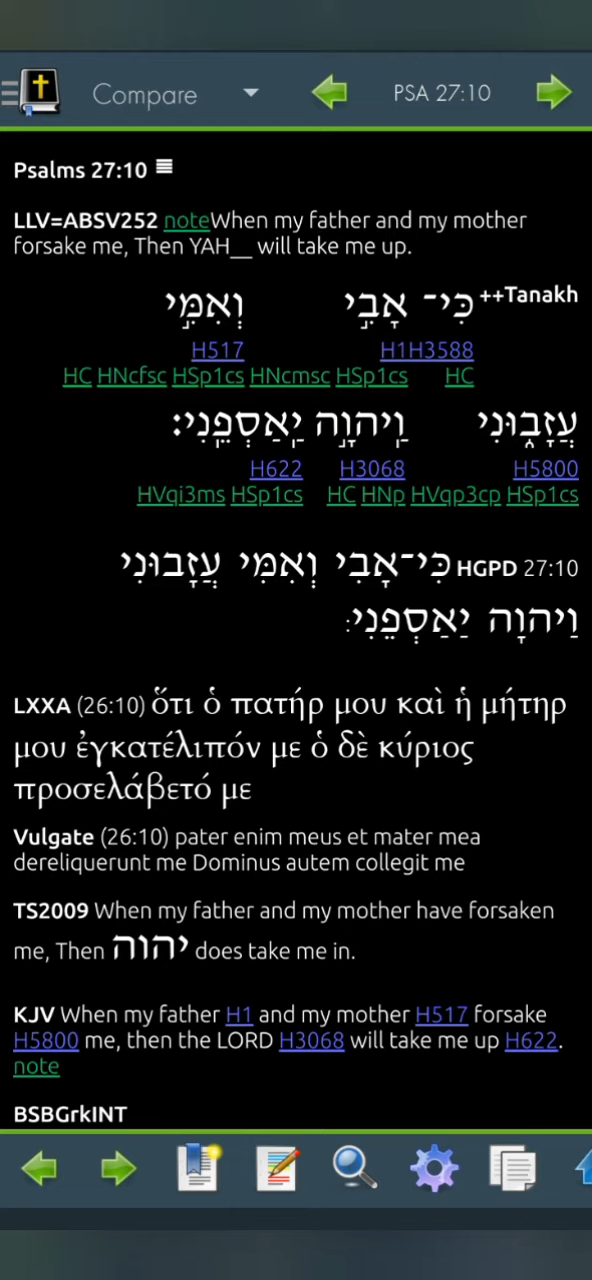 Compare PSA 27:10
Psalms 27:10
LLV=ABSV252 noteWhen my father and my mother
forsake me, Then YAH__ will take me up.
++Tanakh כִּי־ אָבִ֣י וְאִמִּ֣י
H517 H1H3588
HC HNcfsc HSp1cs HNcmsc HSp1cs HC
עֲזָב֑וּנִי וַֽיהוָ֣ה יַֽאַסְפֵֽנִי׃
H622 H3068 H5800
HVqi3ms HSp1cs HC HNp HVqp3cp HSp1cs
HGPD 27:10 כִּי־אָבִי וְאִמִּי עֲזָבוּנִי
וַיהוָה יַאַסְפֵנִי׃
LXXA (26:10) ὅτι ὁ πατήρ μου καὶ ἡ μήτηρ
μου ἐγκατέλιπόν με ὁ δὲ κύριος
προσελάβετό με
Vulgate (26:10) pater enim meus et mater mea
dereliquerunt me Dominus autem collegit me
TS2009 When my father and my mother have forsaken
me, Then יהוה does take me in.
KJV When my father H1 and my mother H517 forsake
H5800 me, then the LORD H3068 will take me up H622.
note
BSBGrkINT